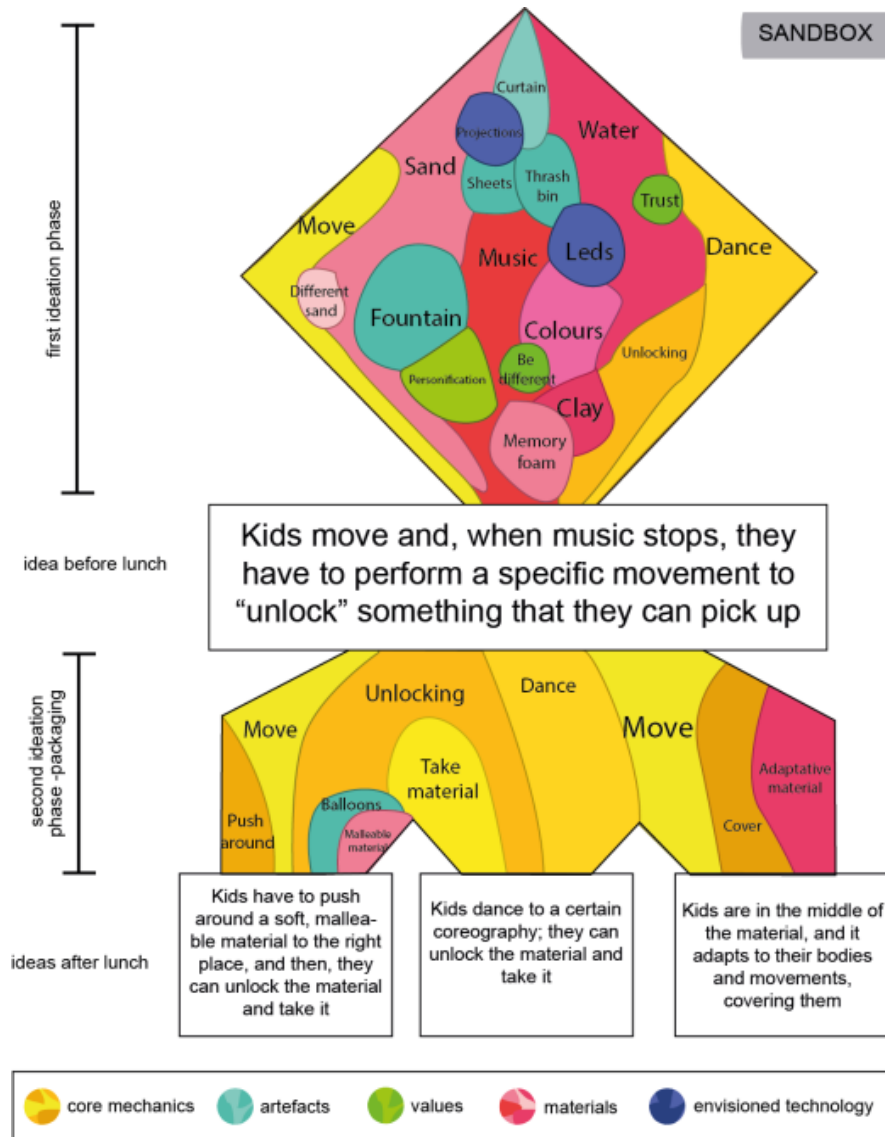 SANDBOX
first ideation phase
Curtain
Projections
Water
Sand
Sheets
Thrash
bin
Trust
Move
Music
Leds
Dance
Different
sand
Fountain
Colours
Unlocking
Personification
Be
different
Clay
Memory
foam
idea before lunch
Kids move and, when music stops, they
have to perform a specific movement to
“unlock” something that they can pick up
second ideation
phase -packaging
Move
Unlocking
Dance
Move
Take
material
Adaptative
material
Balloons
Push
around
Malleable
material
Cover
ideas after lunch
Kids have to push
around a soft, mallea-
ble material to the right
place, and then, they
can unlock the material
and take it
Kids dance to a certain
coreography; they can
unlock the material and
take it
Kids are in the middle of
the material, and it
adapts to their bodies
and movements,
covering them
core mechanics
artefacts
values
materials
envisioned technology